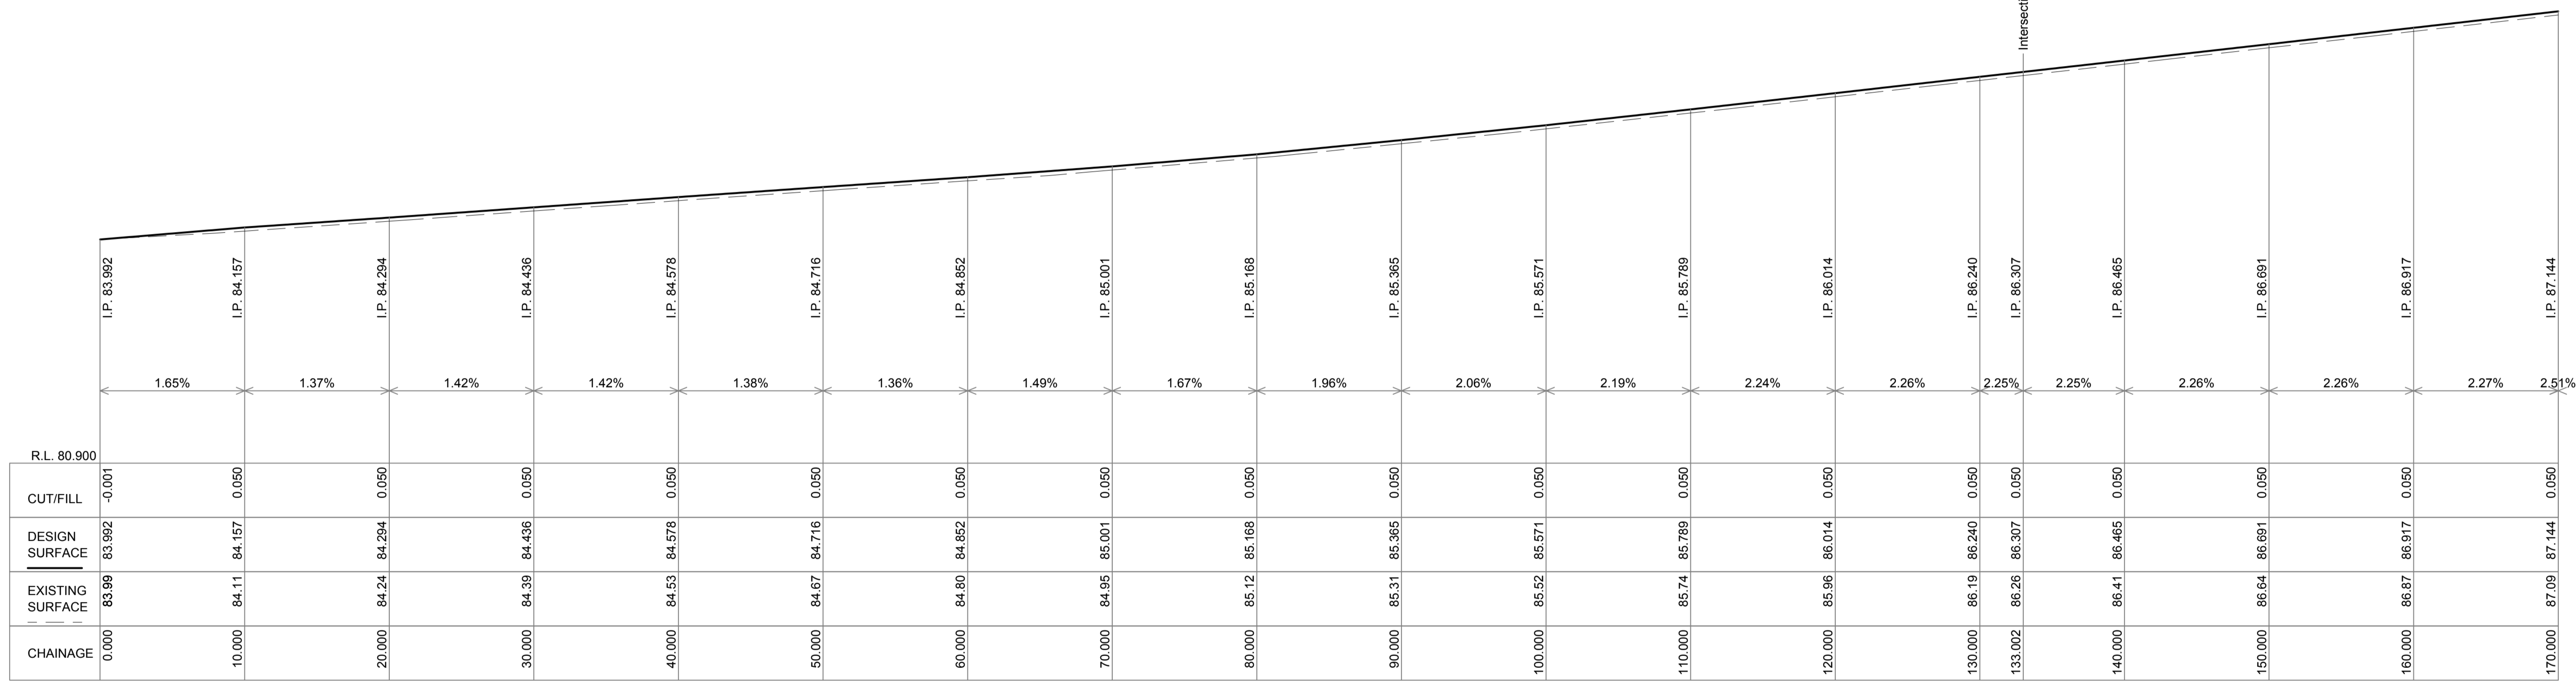 Intersecti
I.P. 83.992
I.P. 84.157
I.P. 84.294
I.P. 84.436
I.P. 84.578
I.P. 84.716
I.P. 84.852
I.P. 85.001
I.P. 85.168
I.P. 85.365
I.P. 85.571
I.P. 85.789
I.P. 86.014
I.P. 86.240
I.P. 86.307
I.P. 86.465
I.P. 86.691
I.P. 86.917
I.P. 87.144
1.65% 1.37% 1.42% 1.42% 1.38% 1.36% 1.49% 1.67% 1.96% 2.06% 2.19% 2.24% 2.26% 2.25% 2.25% 2.26% 2.26% 2.27% 2.51%
R.L. 80.900
CUT/FILL -0.001 0.050 0.050 0.050 0.050 0.050 0.050 0.050 0.050 0.050 0.050 0.050 0.050 0.050 0.050 0.050 0.050 0.050 0.050
DESIGN
SURFACE 83.992 84.157 84.294 84.436 84.578 84.716 84.852 85.001 85.168 85.365 85.571 85.789 86.014 86.240 86.307 86.465 86.691 86.917 87.144
EXISTING
SURFACE 83.99 84.11 84.24 84.39 84.53 84.67 84.80 84.95 85.12 85.31 85.52 85.74 85.96 86.19 86.26 86.41 86.64 86.87 87.09
CHAINAGE 0.000 10.000 20.000 30.000 40.000 50.000 60.000 70.000 80.000 90.000 100.000 110.000 120.000 130.000 133.002 140.000 150.000 160.000 170.000